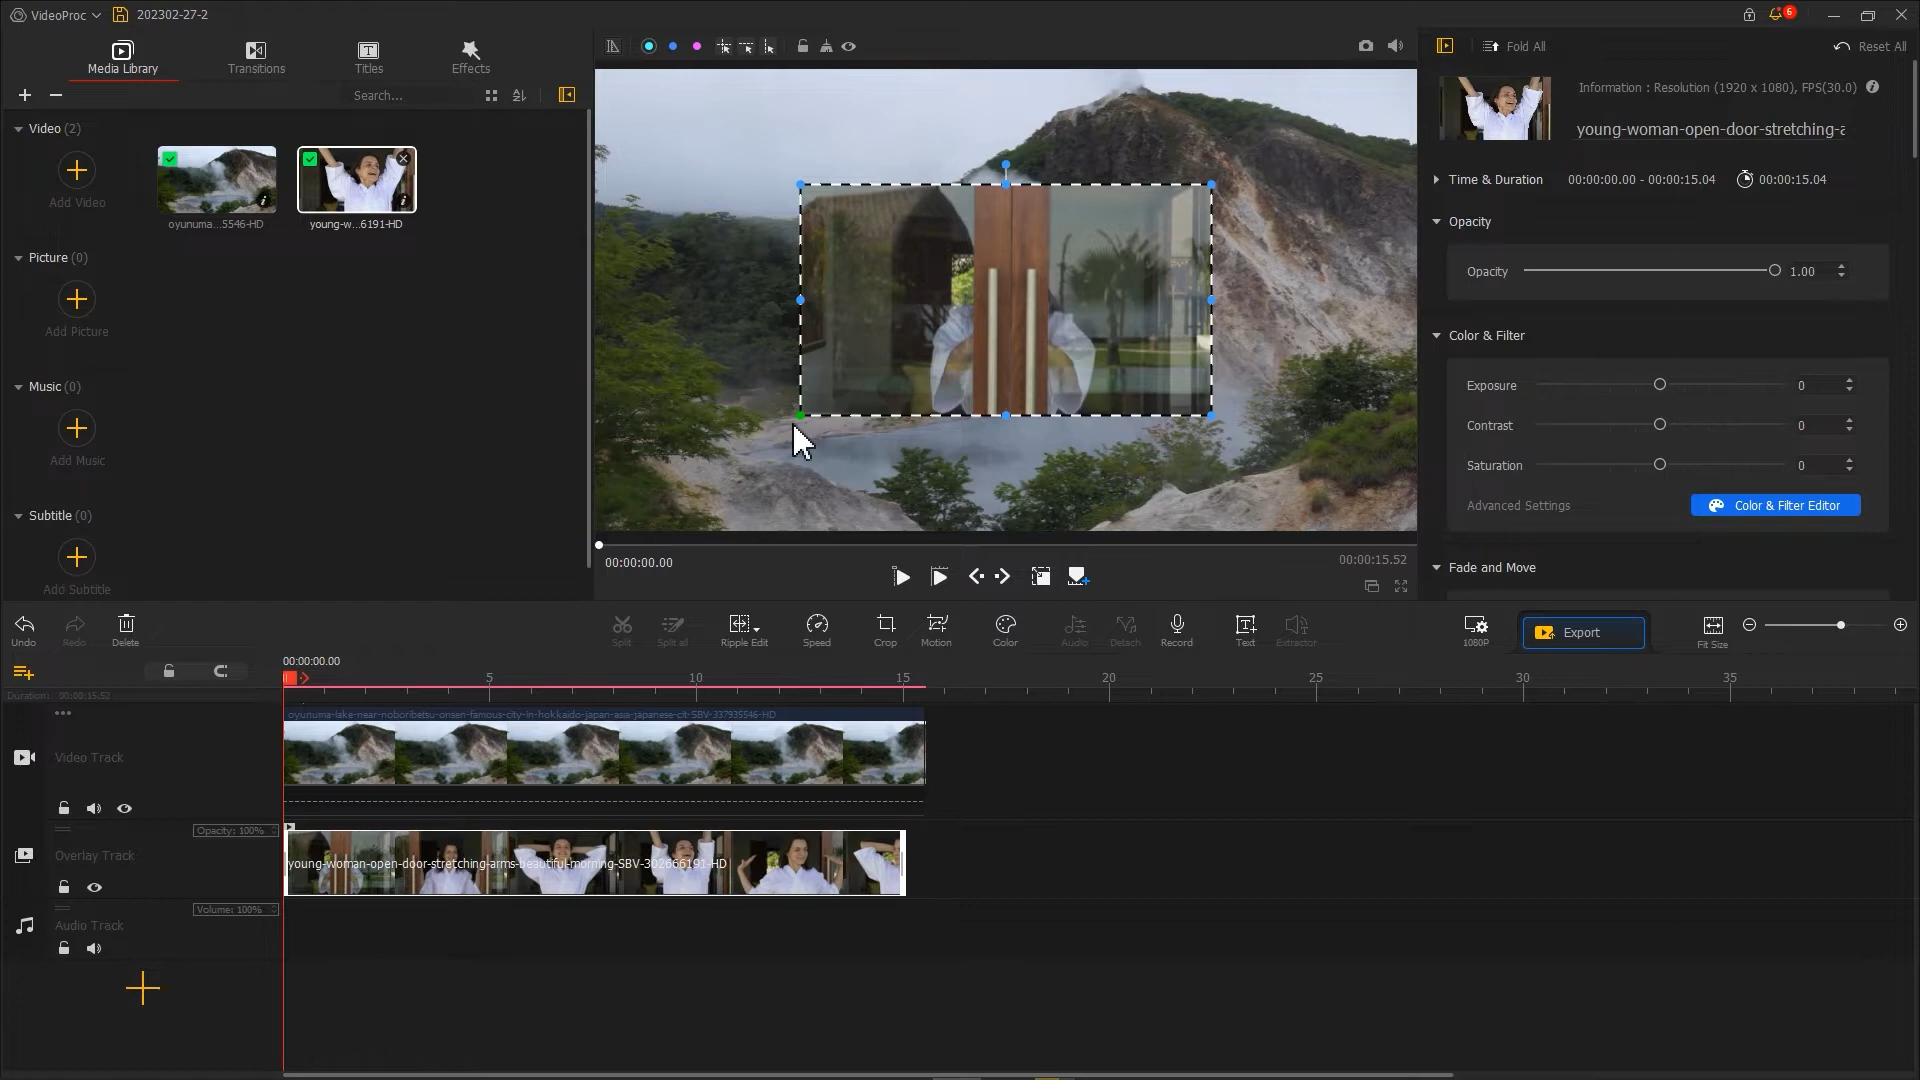 VideoProc
202302-27-2
6
Media Library
Transitions
Titles
Effects
Search...
Fold All
Reset All
Information : Resolution (1920 x 1080), FPS(30.0)
young-woman-open-door-stretching-a
Video (2)
Add Video
oyunuma...5546-HD
young-w...6191-HD
Picture (0)
Add Picture
Music (0)
Add Music
Subtitle (0)
Add Subtitle
Time & Duration
00:00:00.00 - 00:00:15.04
00:00:15.04
Opacity
Opacity
1.00
Color & Filter
Exposure
0
Contrast
0
Saturation
0
Advanced Settings
Color & Filter Editor
Fade and Move
00:00:00.00
00:00:15.52
Undo
Redo
Delete
Split
Split all
Ripple Edit
Speed
Crop
Motion
Color
Audio
Detach
Record
Text
Extractor
1080P
Export
Fit Size
00:00:00.00
5
10
15
20
25
30
35
Duration: 00:00:15.52
oyunuma-lake-near-noboribetsu-onsen-famous-city-in-hokkaido-japan-asia-japanese-cit-SBV-337935546-HD
Video Track
Opacity: 100%
Overlay Track
young-woman-open-door-stretching-arms-beautiful-morning-SBV-302666191-HD
Volume: 100%
Audio Track